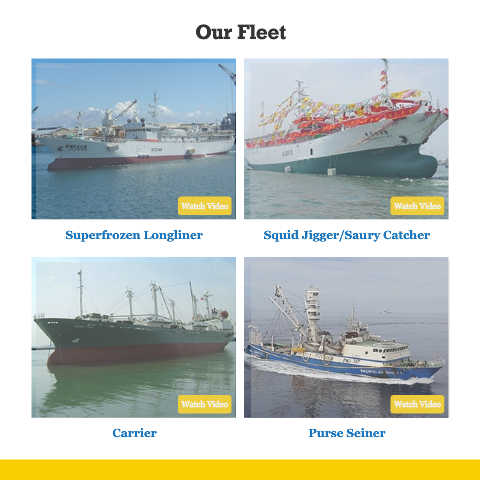 Our Fleet
Watch Video
Watch Video
Superfrozen Longliner
Squid Jigger/Saury Catcher
Watch Video
Watch Video
Carrier
Purse Seiner